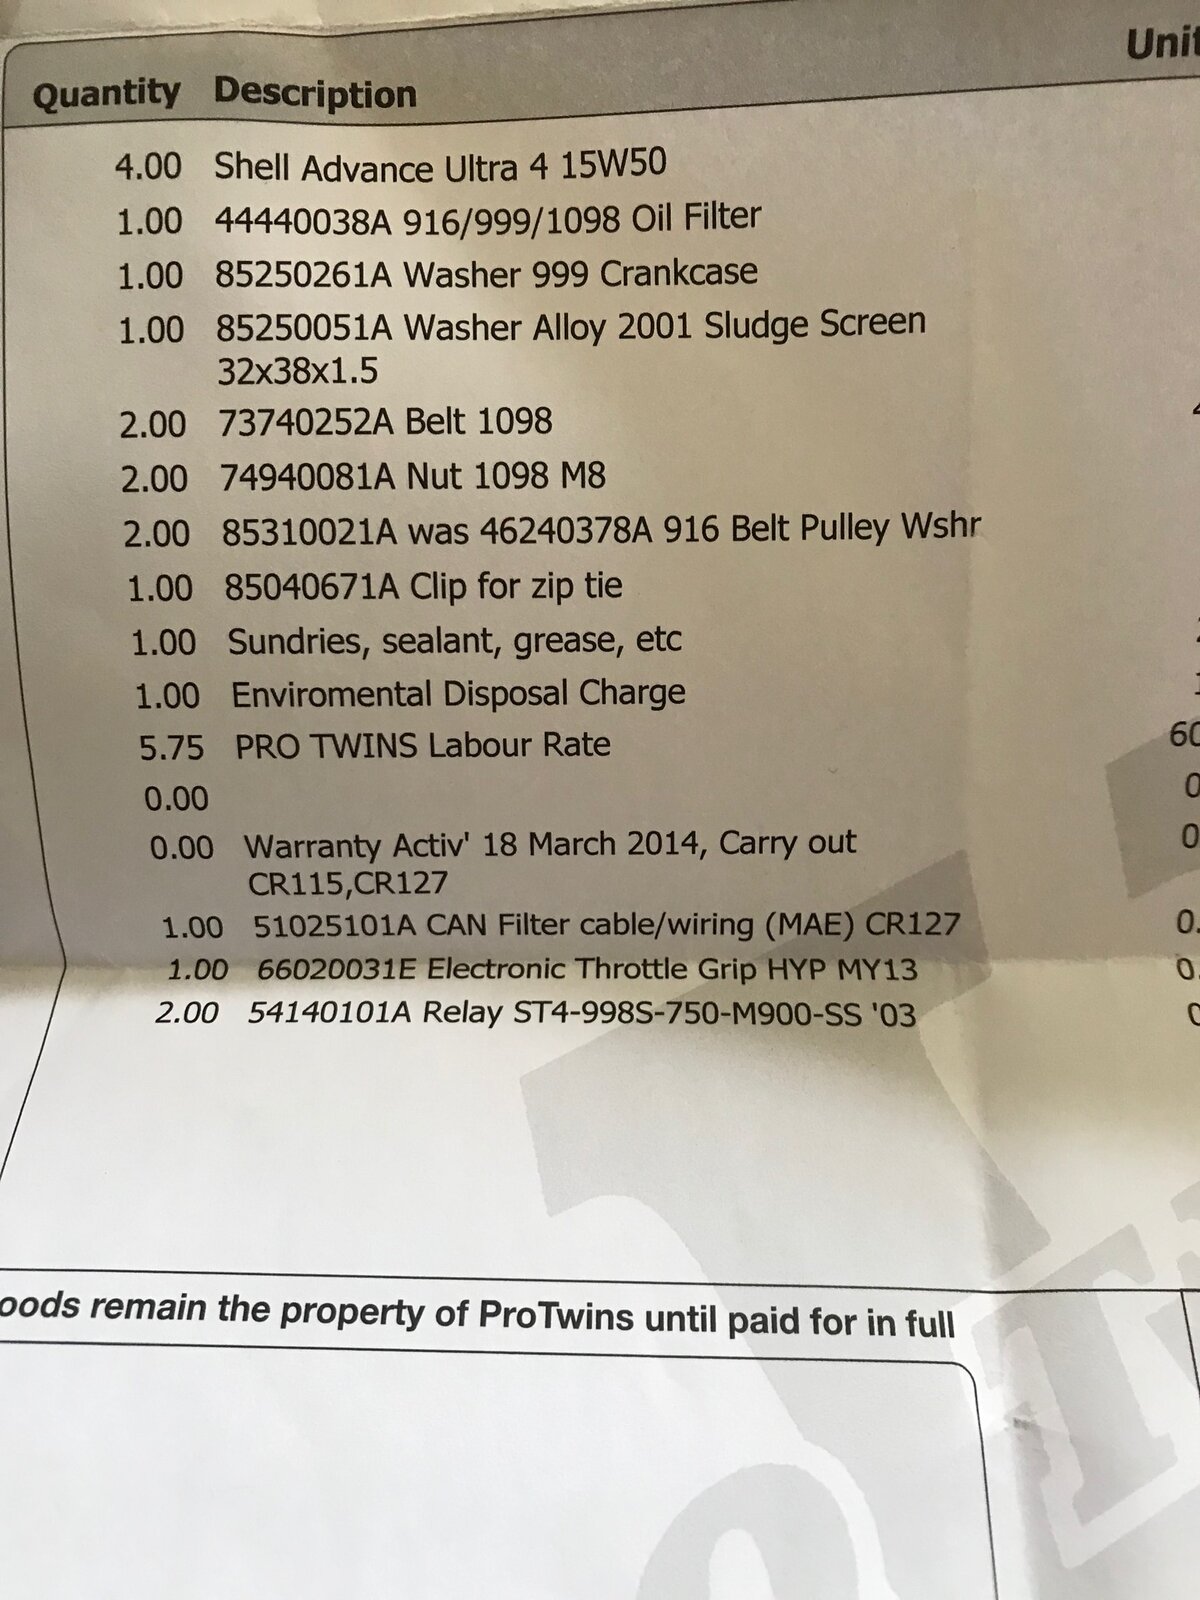 Quantity Description Unit
4.00 Shell Advance Ultra 4 15W50
1.00 44440038A 916/999/1098 Oil Filter
1.00 85250261A Washer 999 Crankcase
1.00 85250051A Washer Alloy 2001 Sludge Screen
32x38x1.5
2.00 73740252A Belt 1098
2.00 74940081A Nut 1098 M8
2.00 85310021A was 46240378A 916 Belt Pulley Wshr
1.00 85040671A Clip for zip tie
1.00 Sundries, sealant, grease, etc
1.00 Enviromental Disposal Charge
5.75 PRO TWINS Labour Rate 60
0.00 0
0.00 Warranty Activ' 18 March 2014, Carry out 0
CR115,CR127
1.00 51025101A CAN Filter cable/wiring (MAE) CR127 0.
1.00 66020031E Electronic Throttle Grip HYP MY13 0.
2.00 54140101A Relay ST4-998S-750-M900-SS '03 0
oods remain the property of ProTwins until paid for in full